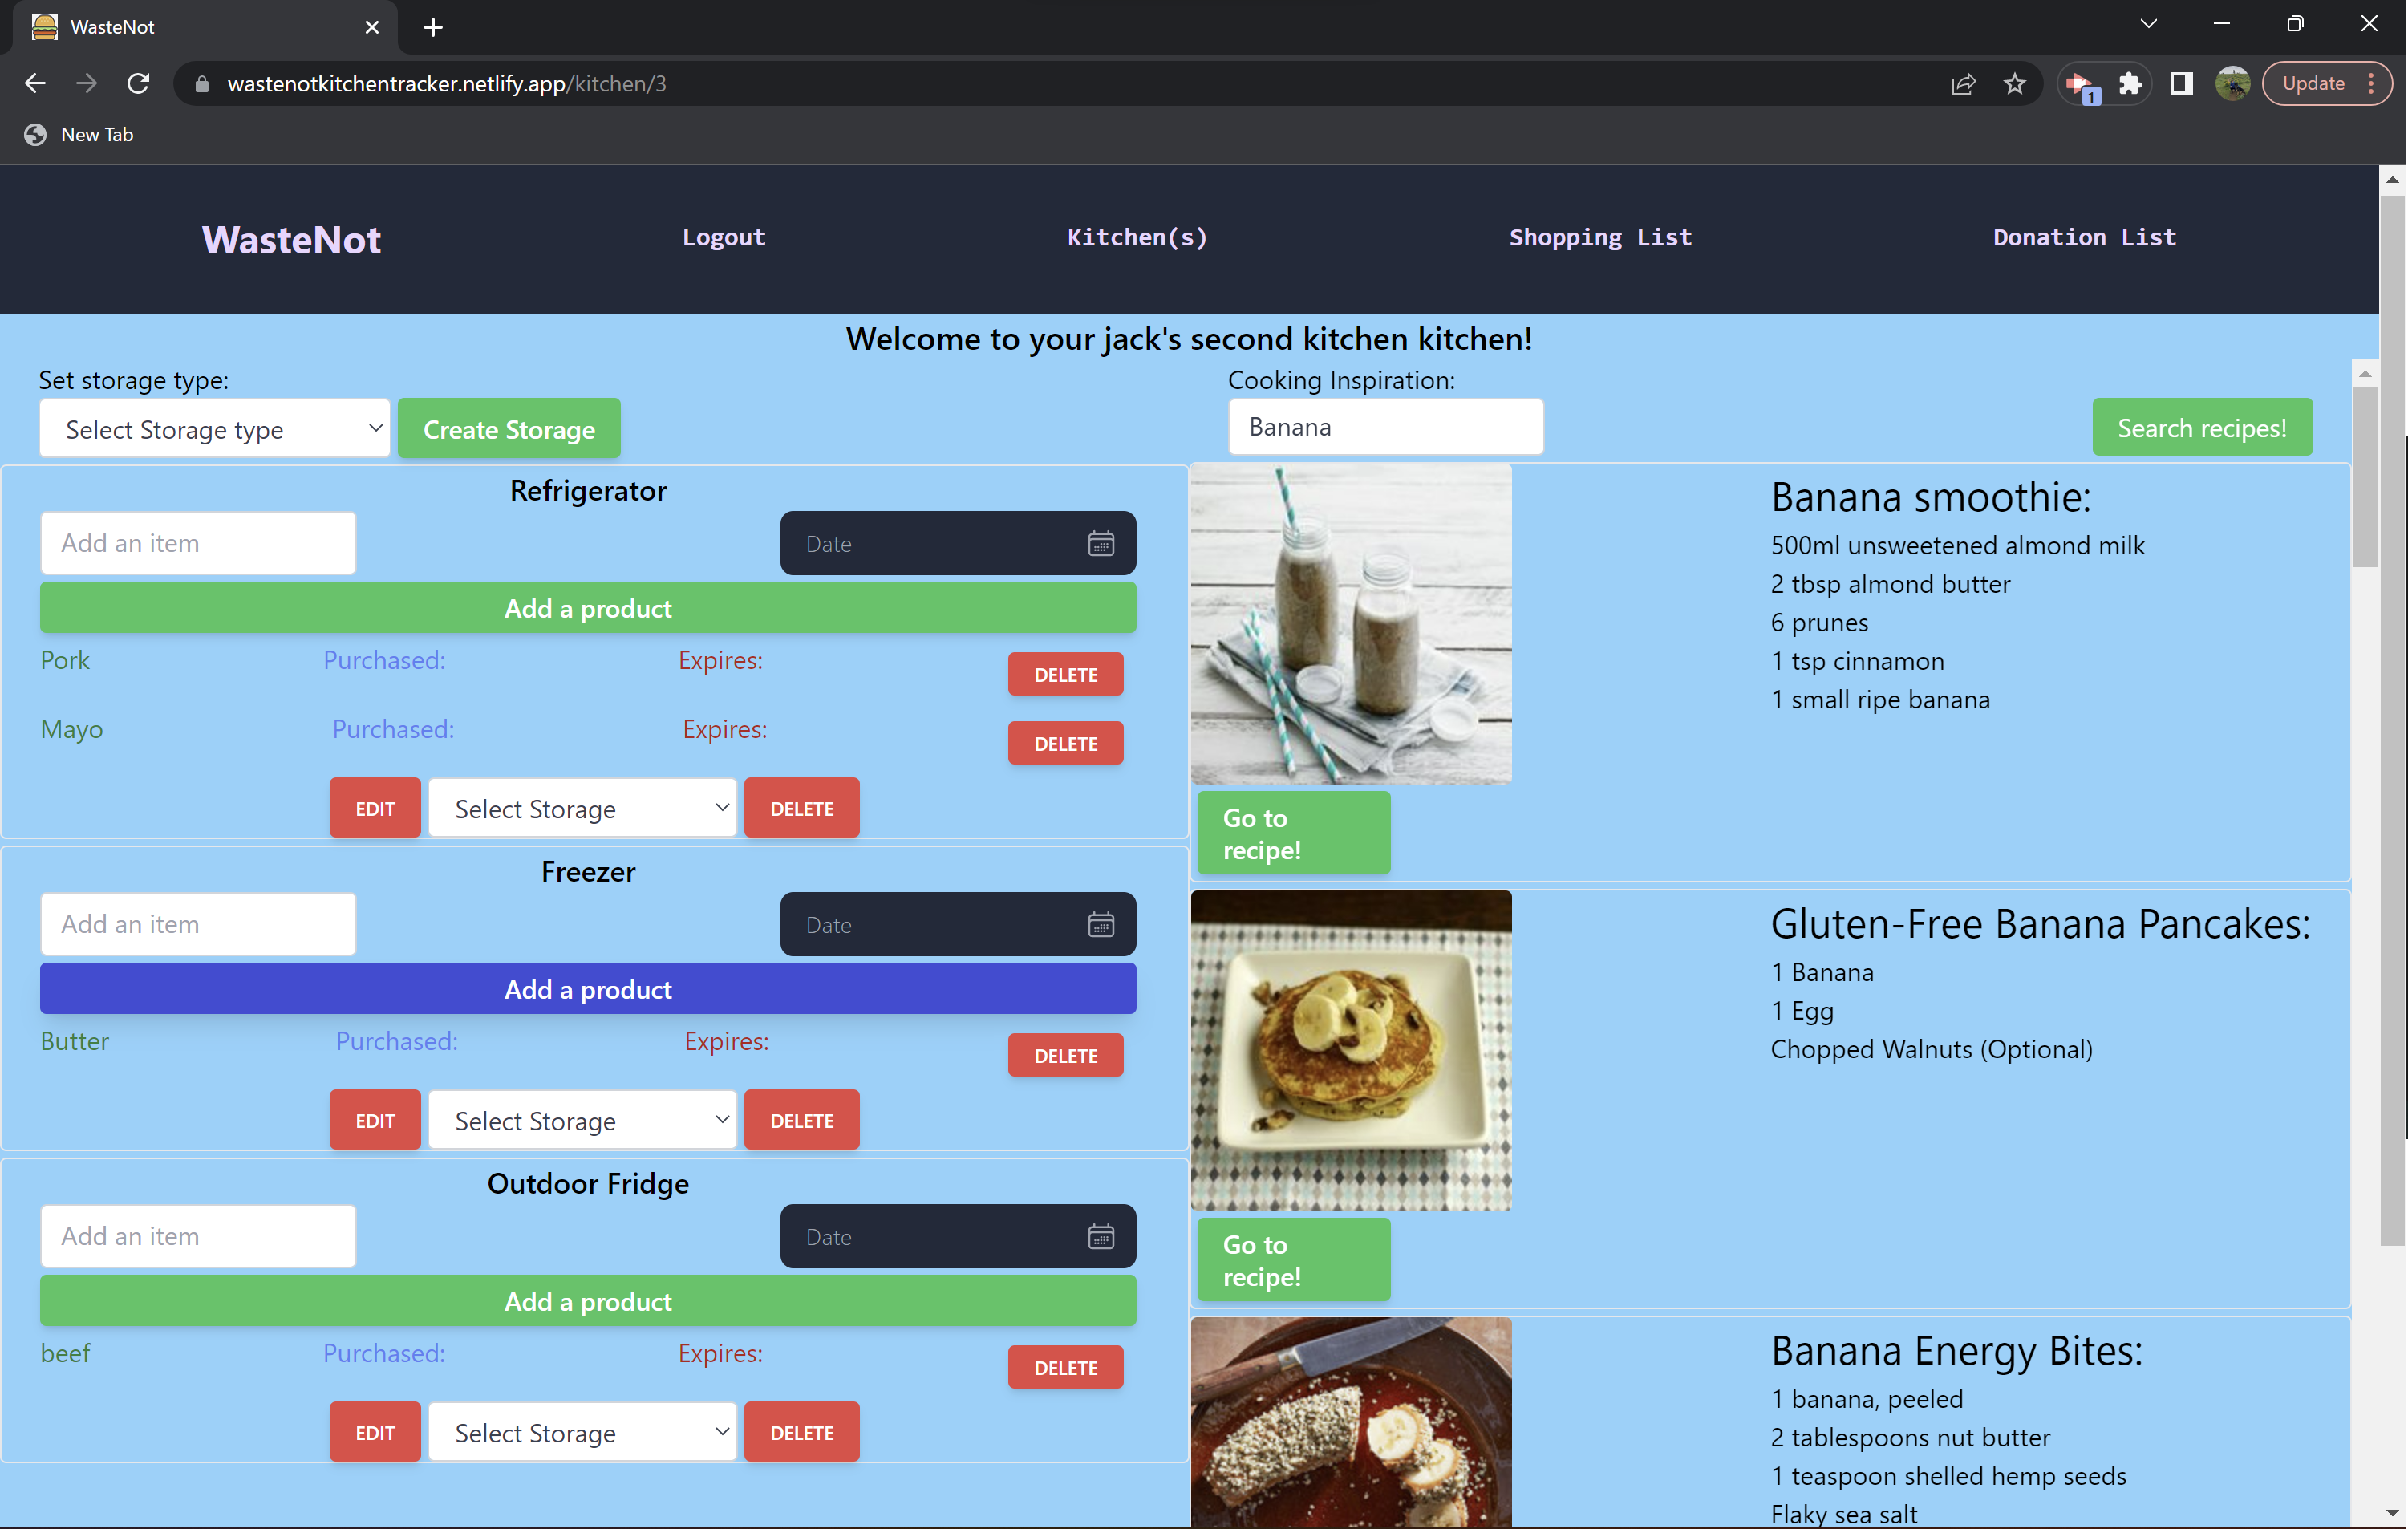 WasteNot
wastenotkitchentracker.netlify.app/kitchen/3
1
Update
New Tab
WasteNot
Logout
Kitchen(s)
Shopping List
Donation List
Welcome to your jack's second kitchen kitchen!
Set storage type:
Select Storage type
Create Storage
Cooking Inspiration:
Banana
Search recipes!
Refrigerator
Add an item
Date
Add a product
Pork Purchased: Expires: DELETE
Mayo Purchased: Expires: DELETE
EDIT Select Storage DELETE
Freezer
Add an item
Date
Add a product
Butter Purchased: Expires: DELETE
EDIT Select Storage DELETE
Outdoor Fridge
Add an item
Date
Add a product
beef Purchased: Expires: DELETE
EDIT Select Storage DELETE
Banana smoothie:
500ml unsweetened almond milk
2 tbsp almond butter
6 prunes
1 tsp cinnamon
1 small ripe banana
Go to
recipe!
Gluten-Free Banana Pancakes:
1 Banana
1 Egg
Chopped Walnuts (Optional)
Go to
recipe!
Banana Energy Bites:
1 banana, peeled
2 tablespoons nut butter
1 teaspoon shelled hemp seeds
Flaky sea salt